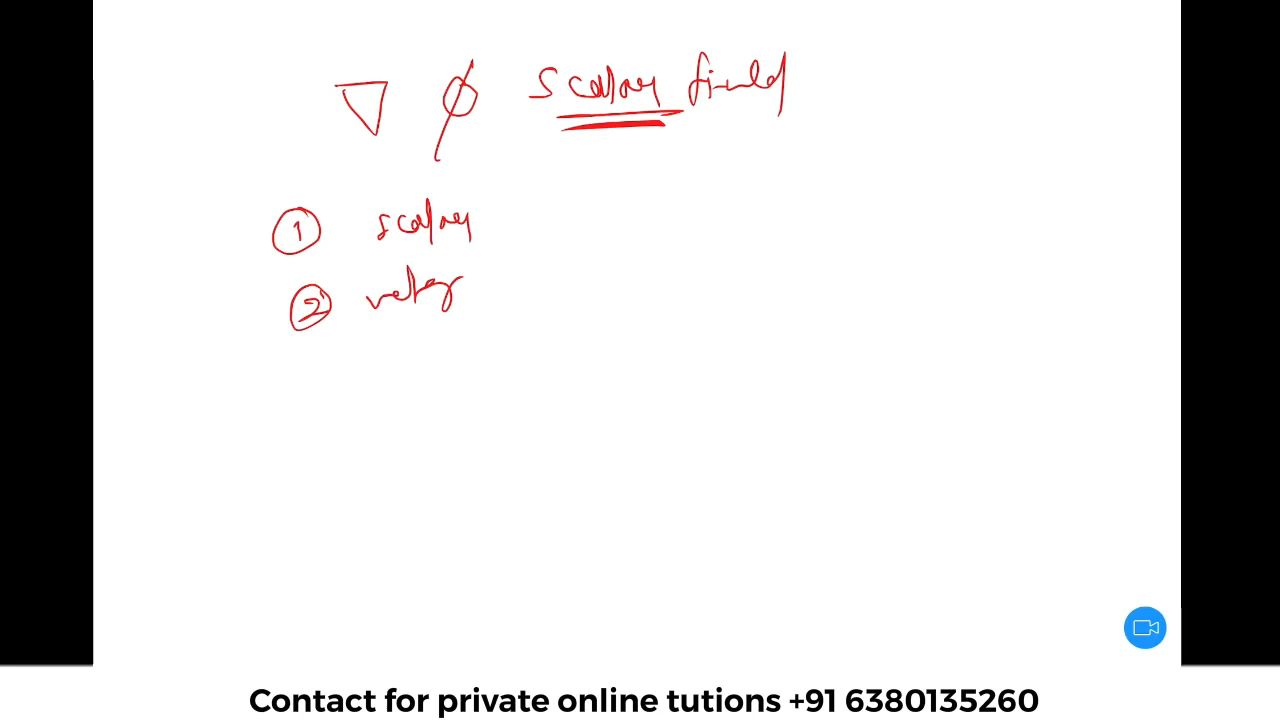 ∇ ϕ scalar field
① scalar
② vector
Contact for private online tutions +91 6380135260